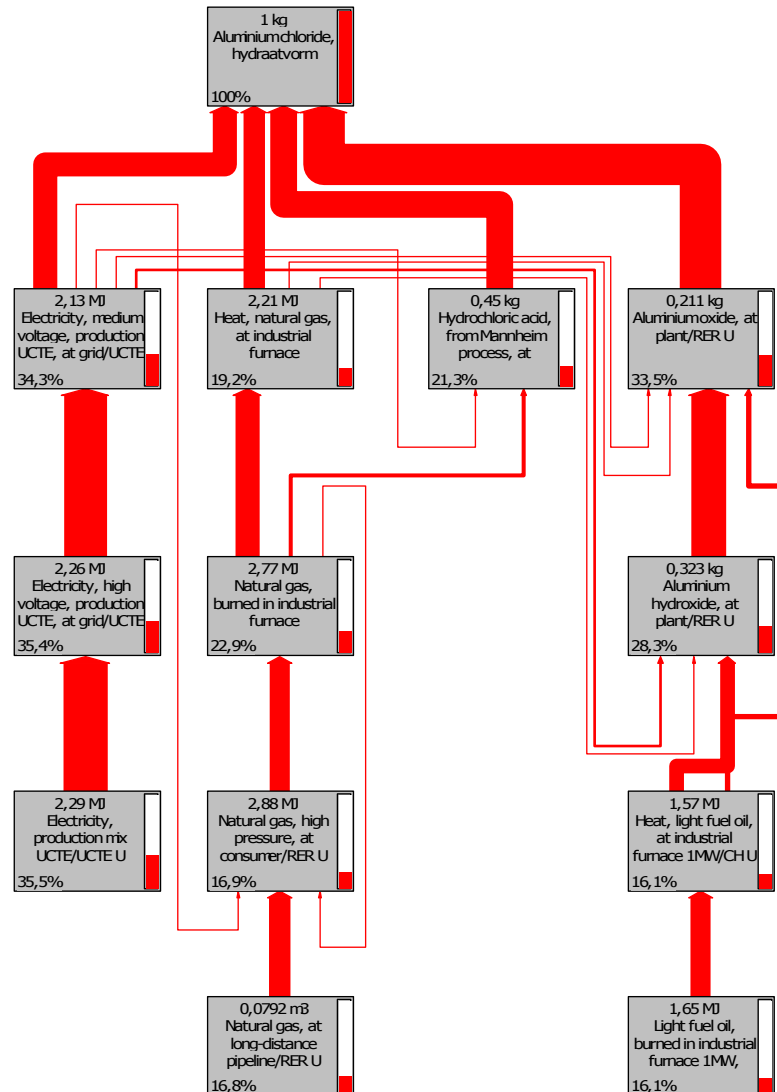 1 kg
Aluminiumchloride,
hydraatvorm
100%
2,13 MJ
Electricity, medium
voltage, production
UCTE, at grid/UCTE
34,3%
2,21 MJ
Heat, natural gas,
at industrial
furnace
19,2%
0,45 kg
Hydrochloric acid,
from Mannheim
process, at
21,3%
0,211 kg
Aluminium oxide, at
plant/RER U
33,5%
2,26 MJ
Electricity, high
voltage, production
UCTE, at grid/UCTE
35,4%
2,77 MJ
Natural gas,
burned in industrial
furnace
22,9%
0,323 kg
Aluminium
hydroxide, at
plant/RER U
28,3%
2,29 MJ
Electricity,
production mix
UCTE/UCTE U
35,5%
2,88 MJ
Natural gas, high
pressure, at
consumer/RER U
16,9%
1,57 MJ
Heat, light fuel oil,
at industrial
furnace 1MW/CH U
16,1%
0,0792 m3
Natural gas, at
long-distance
pipeline/RER U
16,8%
1,65 MJ
Light fuel oil,
burned in industrial
furnace 1MW,
16,1%